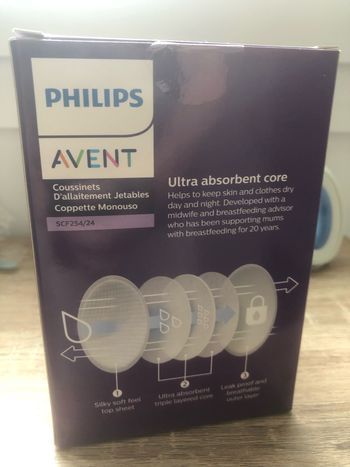 PHILIPS
AVENT
Coussinets
D'allaitement Jetables
Coppette Monouso
SCF254/24
Ultra absorbent core
Helps to keep skin and clothes dry
day and night. Developed with a
midwife and breastfeeding advisor
who has been supporting mums
with breastfeeding for 20 years.
1
Silky soft feel
top sheet
2
Ultra absorbent
triple layered core
3
Leak proof and
breathable
outer layer